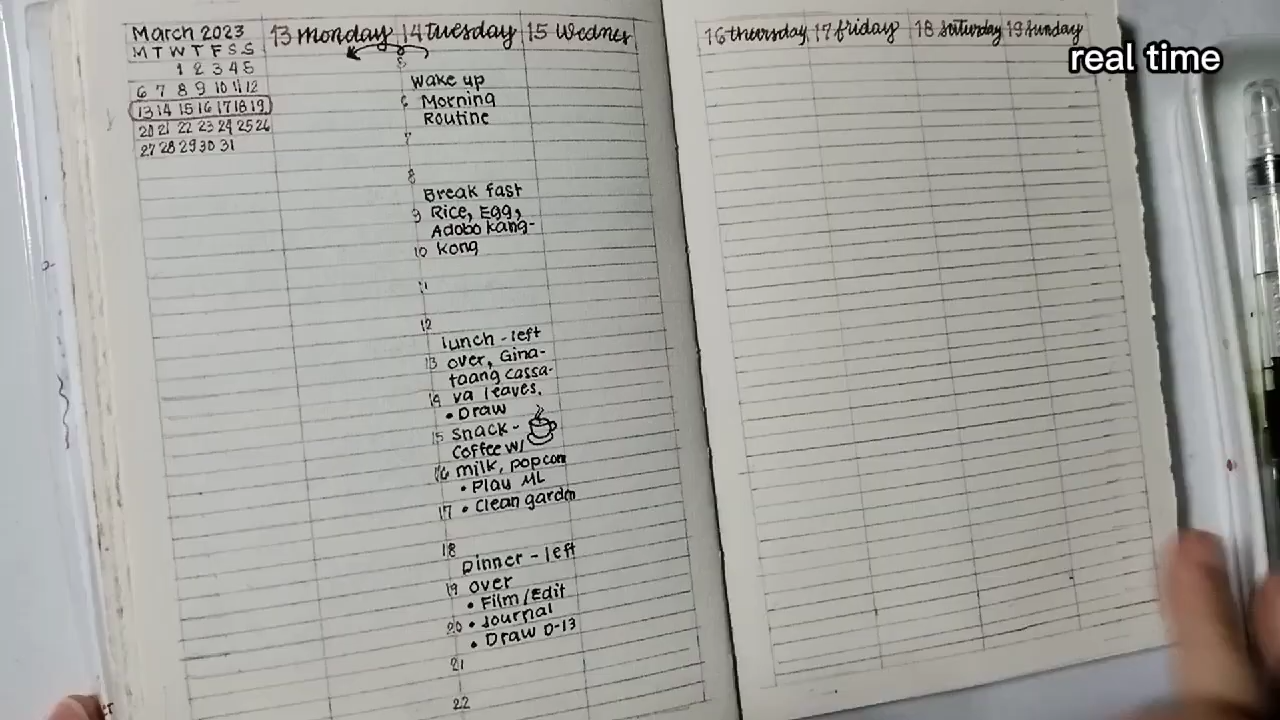 March 2023
M T W T F S S
1 2 3 4 5
6 7 8 9 10 11 12
13 14 15 16 17 18 19
20 21 22 23 24 25 26
27 28 29 30 31
13 monday
14 tuesday
15 Wednes
16 thursday
17 friday
18 saturday
19 sunday
real time
5
Wake up
6 Morning
Routine
7
8
Break fast
9 Rice, Egg,
Adobo kang-
10 kong
11
12
lunch - left
13 over, Gina-
taang cassa-
14 va leaves.
• Draw
15 snack -
coffee w/
16 milk, popcorn
• Play ML
17 • Clean garden
18
Dinner - left
19 over
• Film/Edit
20 • Journal
• Draw D-13
21
22